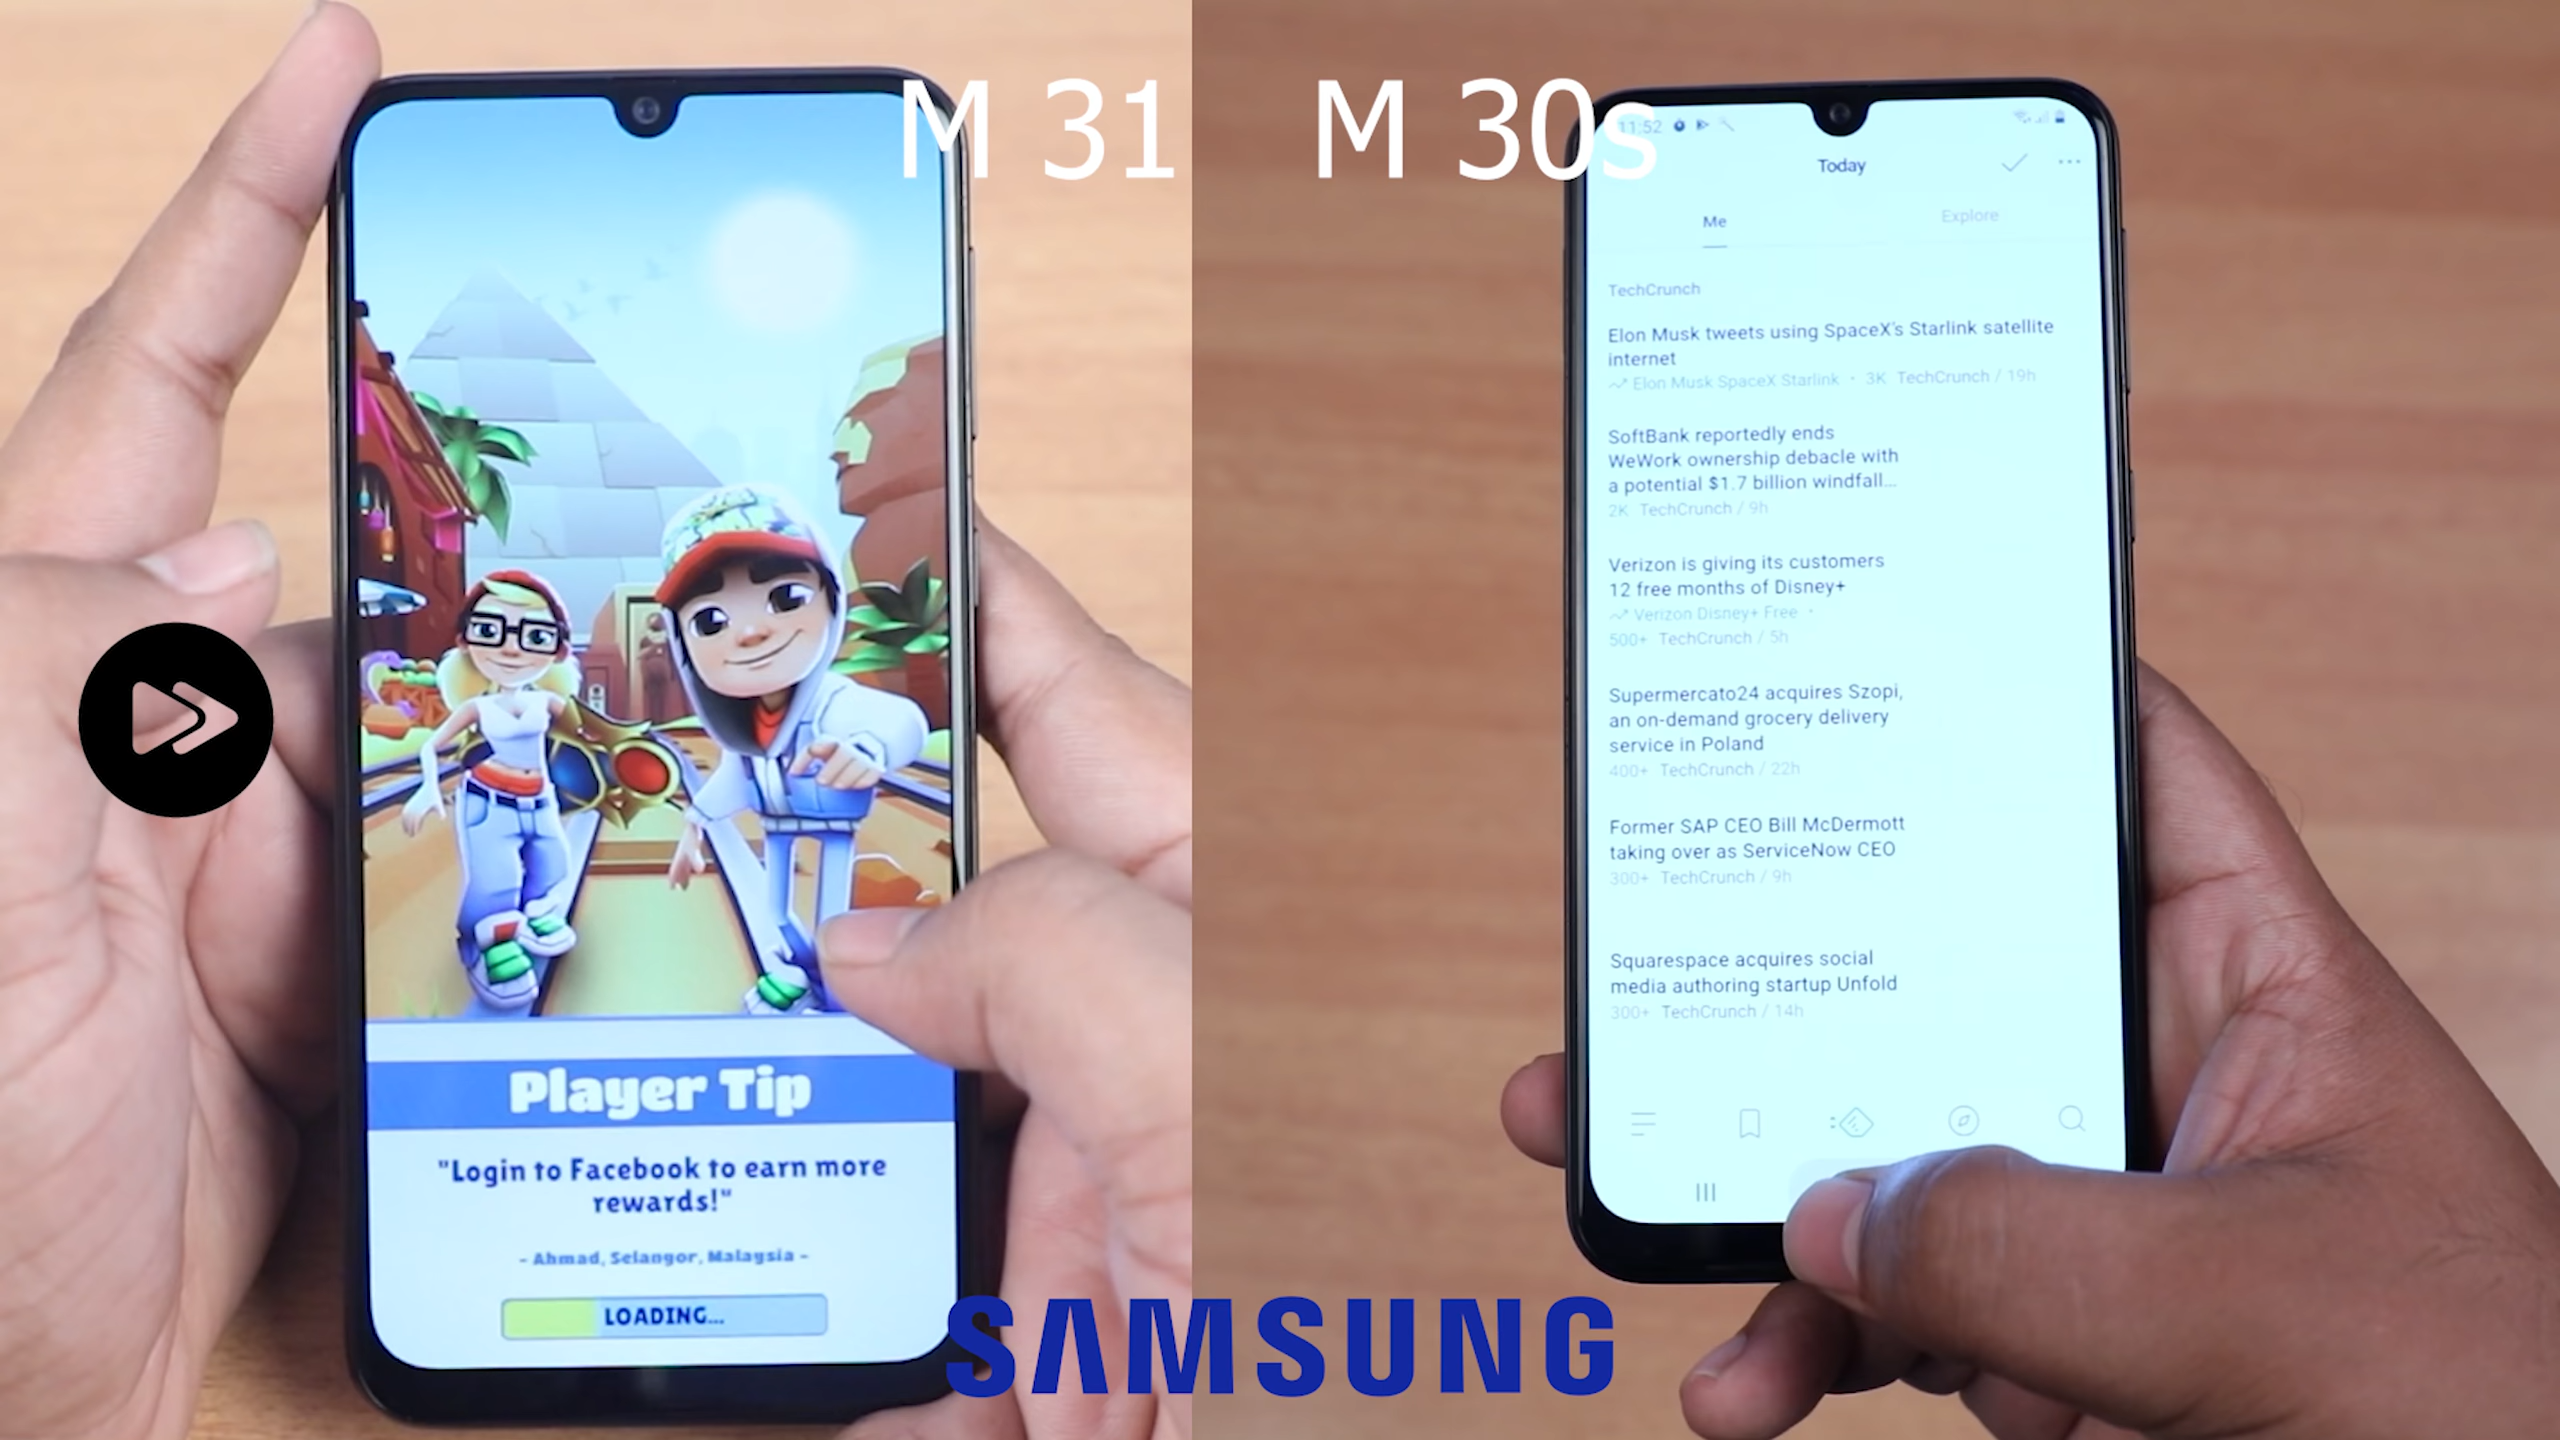 M 31
M 30s
Player Tip
"Login to Facebook to earn more
rewards!"
- Ahmad, Selangor, Malaysia -
LOADING...
11:52
Today
Me
Explore
TechCrunch
Elon Musk tweets using SpaceX's Starlink satellite
internet
Elon Musk SpaceX Starlink • 3K TechCrunch / 19h
SoftBank reportedly ends
WeWork ownership debacle with
a potential $1.7 billion windfall...
2K TechCrunch / 9h
Verizon is giving its customers
12 free months of Disney+
Verizon Disney+ Free •
500+ TechCrunch / 5h
Supermercato24 acquires Szopi,
an on-demand grocery delivery
service in Poland
400+ TechCrunch / 22h
Former SAP CEO Bill McDermott
taking over as ServiceNow CEO
300+ TechCrunch / 9h
Squarespace acquires social
media authoring startup Unfold
300+ TechCrunch / 14h
SAMSUNG